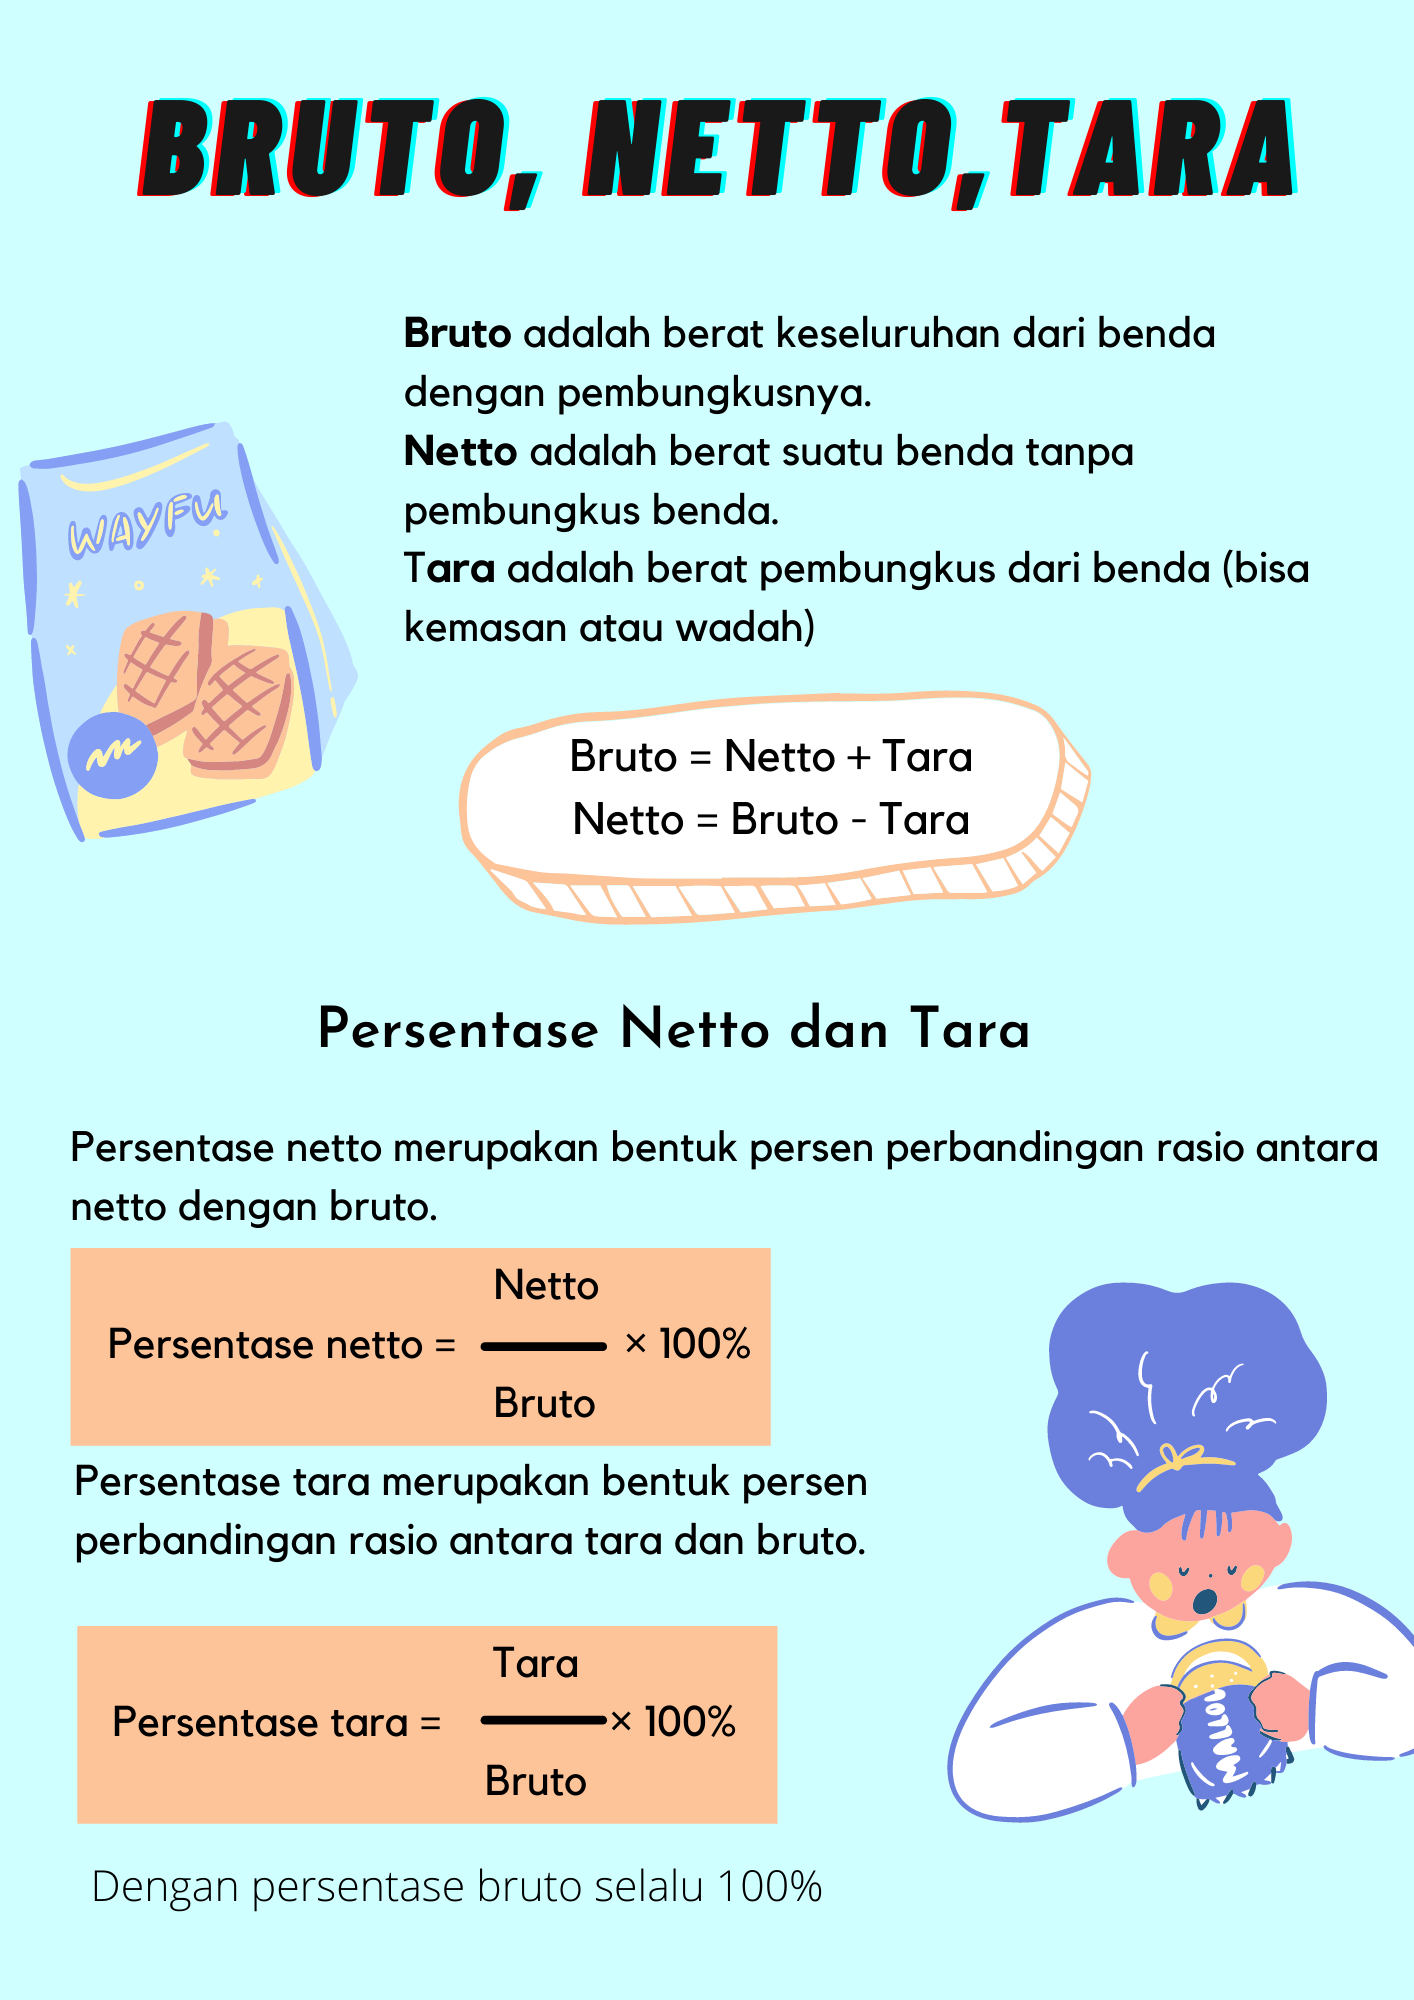 BRUTO, NETTO,TARA
Bruto adalah berat keseluruhan dari benda
dengan pembungkusnya.
Netto adalah berat suatu benda tanpa
pembungkus benda.
Tara adalah berat pembungkus dari benda (bisa
kemasan atau wadah)
WAYFU
Bruto = Netto + Tara
Netto = Bruto - Tara
Persentase Netto dan Tara
Persentase netto merupakan bentuk persen perbandingan rasio antara
netto dengan bruto.
Netto
Persentase netto = × 100%
Bruto
Persentase tara merupakan bentuk persen
perbandingan rasio antara tara dan bruto.
Tara
Persentase tara = × 100%
Bruto
Dengan persentase bruto selalu 100%